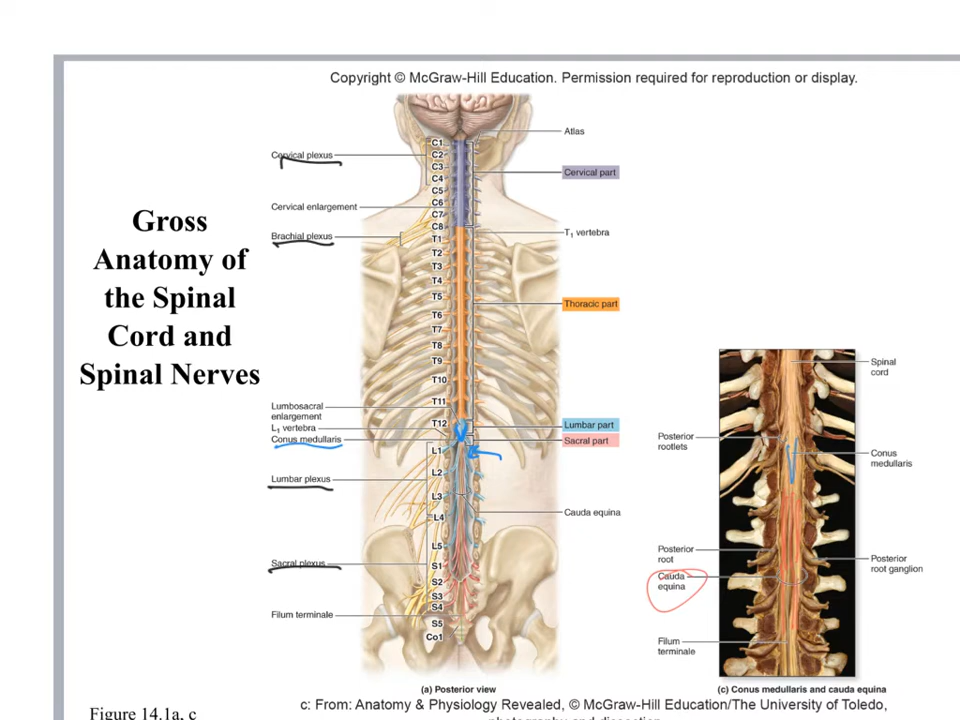 Copyright © McGraw-Hill Education. Permission required for reproduction or display.
Gross
Anatomy of
the Spinal
Cord and
Spinal Nerves
Atlas
Cervical plexus
Cervical part
Cervical enlargement
Brachial plexus
T1 vertebra
Thoracic part
Lumbosacral
enlargement
L1 vertebra
Conus medullaris
Lumbar part
Sacral part
Lumbar plexus
Cauda equina
Sacral plexus
Filum terminale
C1
C2
C3
C4
C5
C6
C7
C8
T1
T2
T3
T4
T5
T6
T7
T8
T9
T10
T11
T12
L1
L2
L3
L4
L5
S1
S2
S3
S4
S5
Co1
(a) Posterior view
Spinal
cord
Posterior
rootlets
Conus
medullaris
Posterior
root
Posterior
root ganglion
Cauda
equina
Filum
terminale
(c) Conus medullaris and cauda equina
Figure 14.1a, c
c: From: Anatomy & Physiology Revealed, © McGraw-Hill Education/The University of Toledo,
photography and dissection